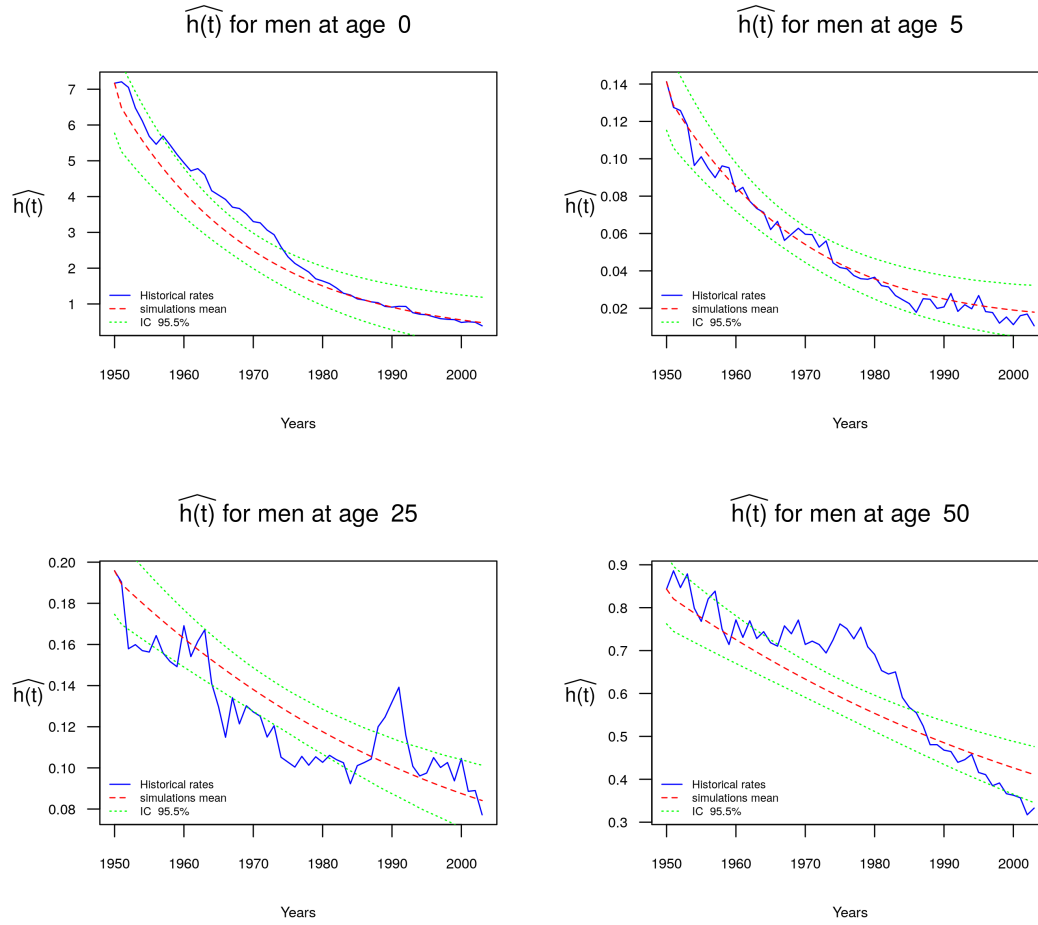 h(t) for men at age 0
h(t)
7
6
5
4
3
2
1
Historical rates
simulations mean
IC 95.5%
1950 1960 1970 1980 1990 2000
Years
h(t) for men at age 5
h(t)
0.14
0.12
0.10
0.08
0.06
0.04
0.02
Historical rates
simulations mean
IC 95.5%
1950 1960 1970 1980 1990 2000
Years
h(t) for men at age 25
h(t)
0.20
0.18
0.16
0.14
0.12
0.10
0.08
Historical rates
simulations mean
IC 95.5%
1950 1960 1970 1980 1990 2000
Years
h(t) for men at age 50
h(t)
0.9
0.8
0.7
0.6
0.5
0.4
0.3
Historical rates
simulations mean
IC 95.5%
1950 1960 1970 1980 1990 2000
Years